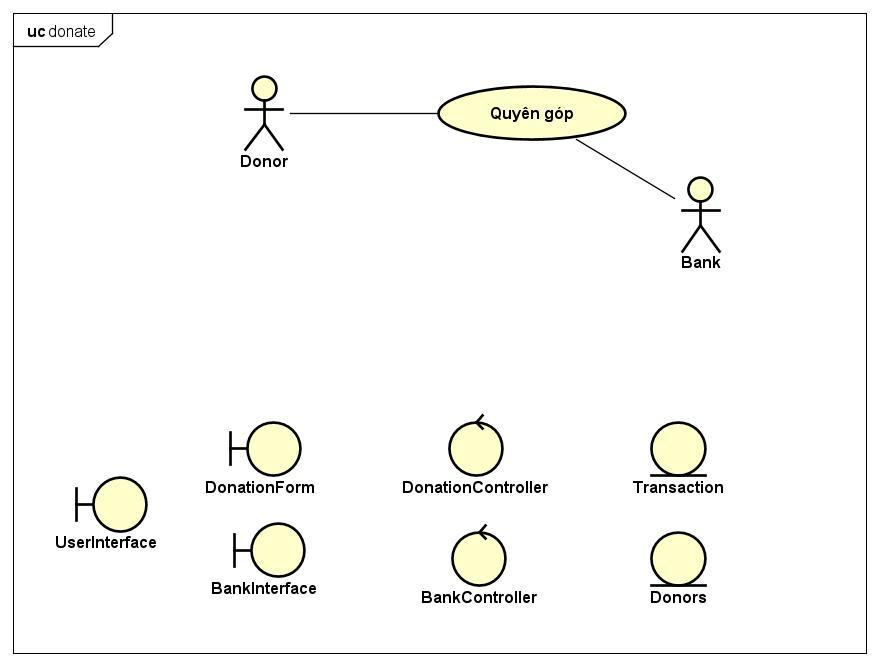 uc donate
Donor
Quyên góp
Bank
DonationForm
DonationController
Transaction
UserInterface
BankInterface
BankController
Donors